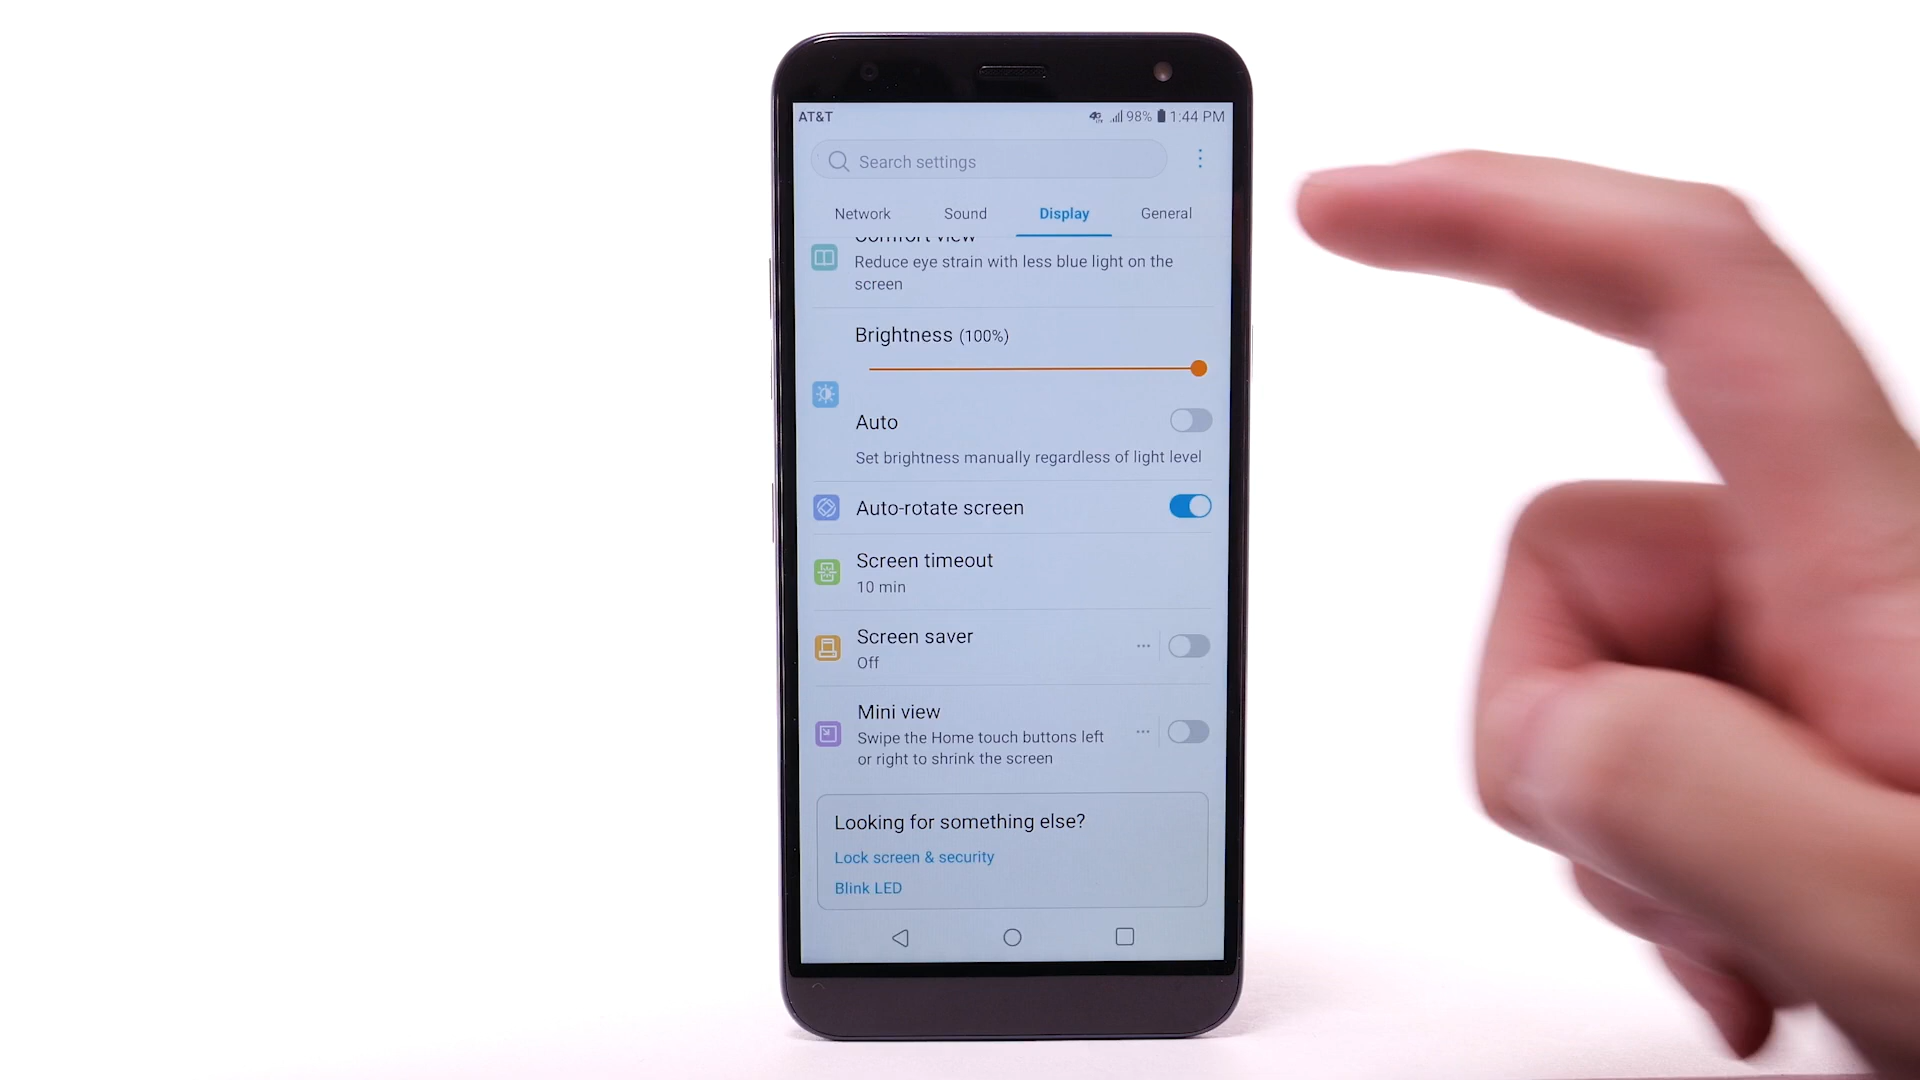 AT&T 98% 1:44 PM
Search settings
Network Sound Display General
Comfort view
Reduce eye strain with less blue light on the
screen
Brightness (100%)
Auto
Set brightness manually regardless of light level
Auto-rotate screen
Screen timeout
10 min
Screen saver
Off
Mini view
Swipe the Home touch buttons left
or right to shrink the screen
Looking for something else?
Lock screen & security
Blink LED